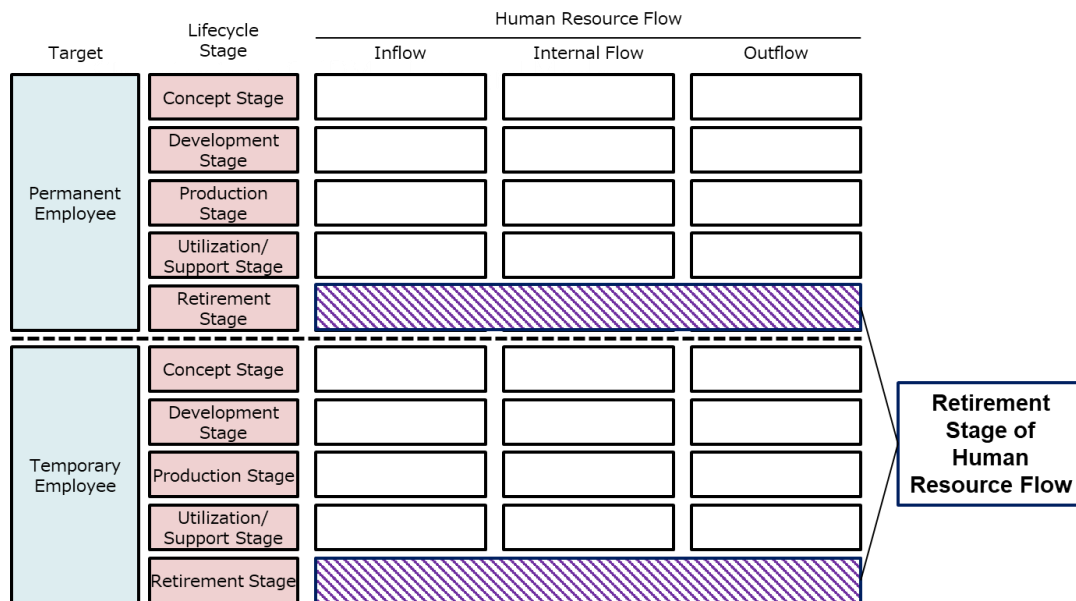 Human Resource Flow
Target
Lifecycle
Stage
Inflow
Internal Flow
Outflow
Permanent
Employee
Concept Stage
Development
Stage
Production
Stage
Utilization/
Support Stage
Retirement
Stage
Temporary
Employee
Concept Stage
Development
Stage
Production Stage
Utilization/
Support Stage
Retirement Stage
Retirement
Stage of
Human
Resource Flow